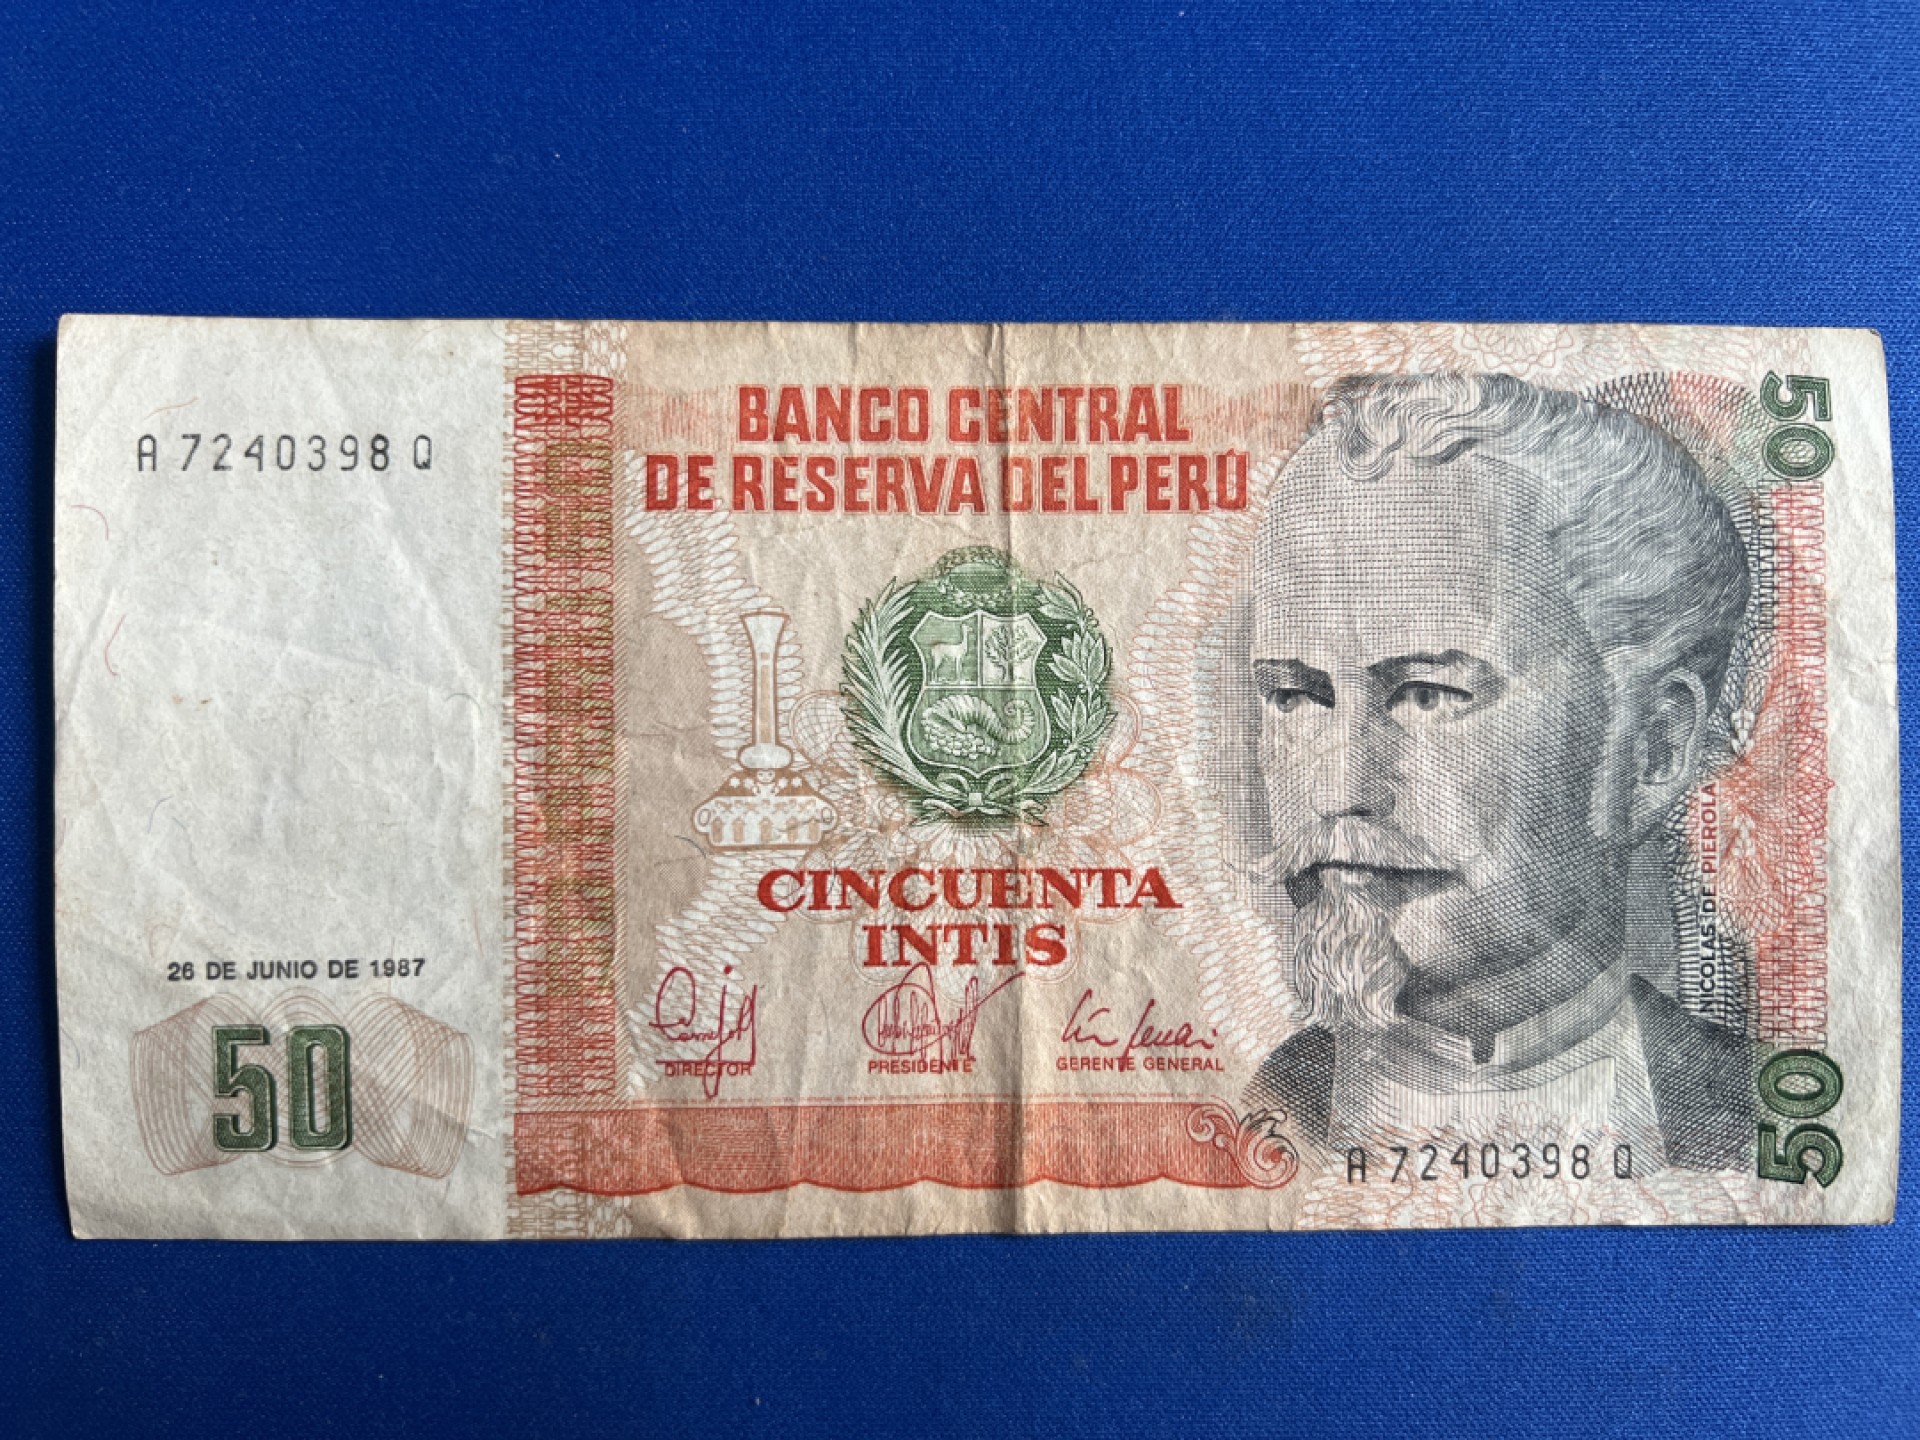 A 7240398 Q
BANCO CENTRAL
DE RESERVA DEL PERÚ
50
CINCUENTA
INTIS
NICOLAS DE PIEROLA
26 DE JUNIO DE 1987
50
DIRECTOR
PRESIDENTE
GERENTE GENERAL
A 7240398 Q
50